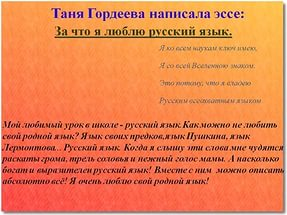 Таня Гордеева написала эссе:
За что я люблю русский язык.
Я ко всем наукам ключ имею,
Я со всей Вселенною знаком.
Это потому, что я владею
Русским всеохватным языком
Мой любимый урок в школе - русский язык.Как можно не любить
свой родной язык? Язык своих предков,язык Пушкина, язык
Лермонтова... Русский язык. Когда я слышу эти слова мне чудятся
раскаты грома, трель соловья и нежный голос мамы. А насколько
богат и выразителен русский язык! Вместе с ним можно описать
абсолютно всё! Я очень люблю свой родной язык!